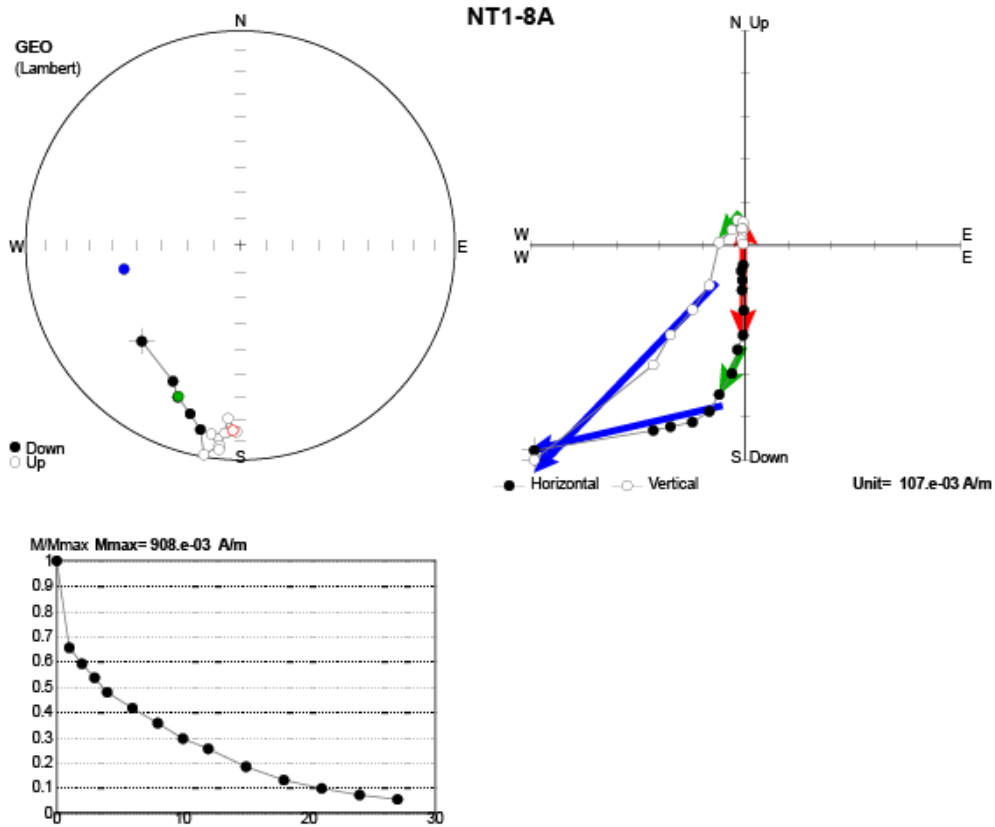 NT1-8A
GEO
(Lambert)
N
W
E
S
Down
Up
N Up
W
E
W
E
S Down
Horizontal
Vertical
Unit= 107.e-03 A/m
M/Mmax Mmax= 908.e-03 A/m
1
0.9
0.8
0.7
0.6
0.5
0.4
0.3
0.2
0.1
0
0 10 20 30